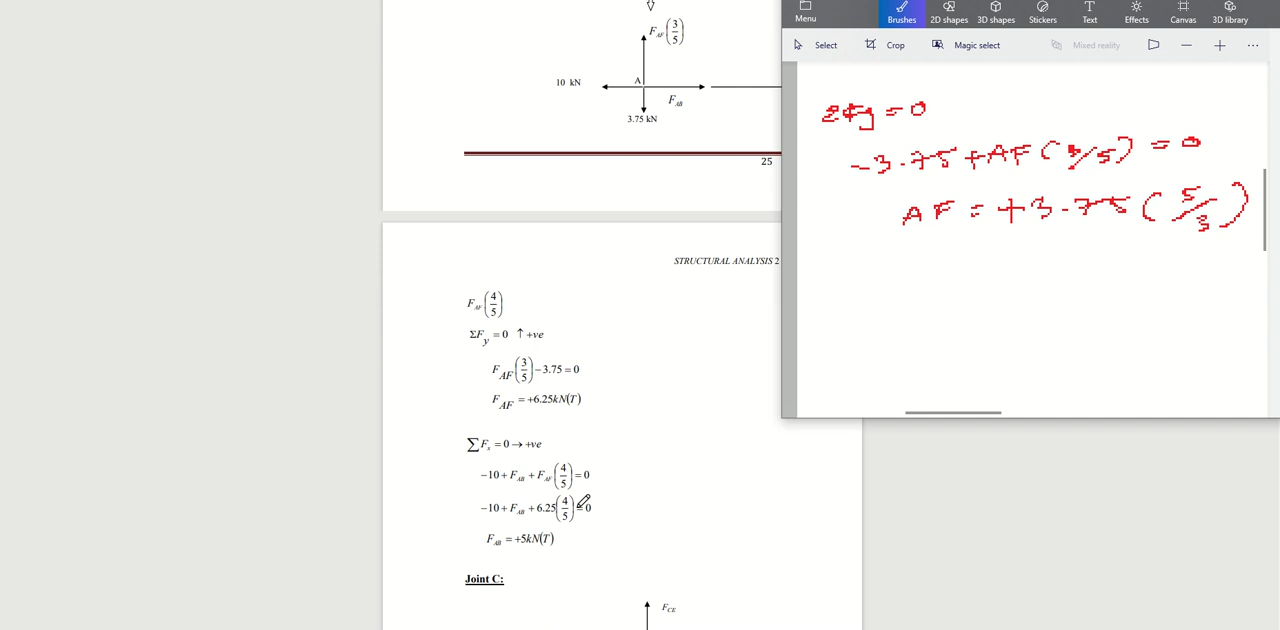 Menu
Brushes
2D shapes
3D shapes
Stickers
Text
Effects
Canvas
3D library
Select
Crop
Magic select
Mixed reality
F_AF (3/5)
10 kN
A
F_AB
3.75 kN
25
ΣFy = 0
-3.75 + AF (3/5) = 0
AF = +3.75 (5/3)
STRUCTURAL ANALYSIS 2
F_AF (4/5)
ΣF_y = 0 ↑ +ve
F_AF (3/5) − 3.75 = 0
F_AF = +6.25kN(T)
∑F_x = 0 → +ve
−10 + F_AB + F_AF (4/5) = 0
−10 + F_AB + 6.25(4/5) = 0
F_AB = +5kN(T)
Joint C:
F_CE